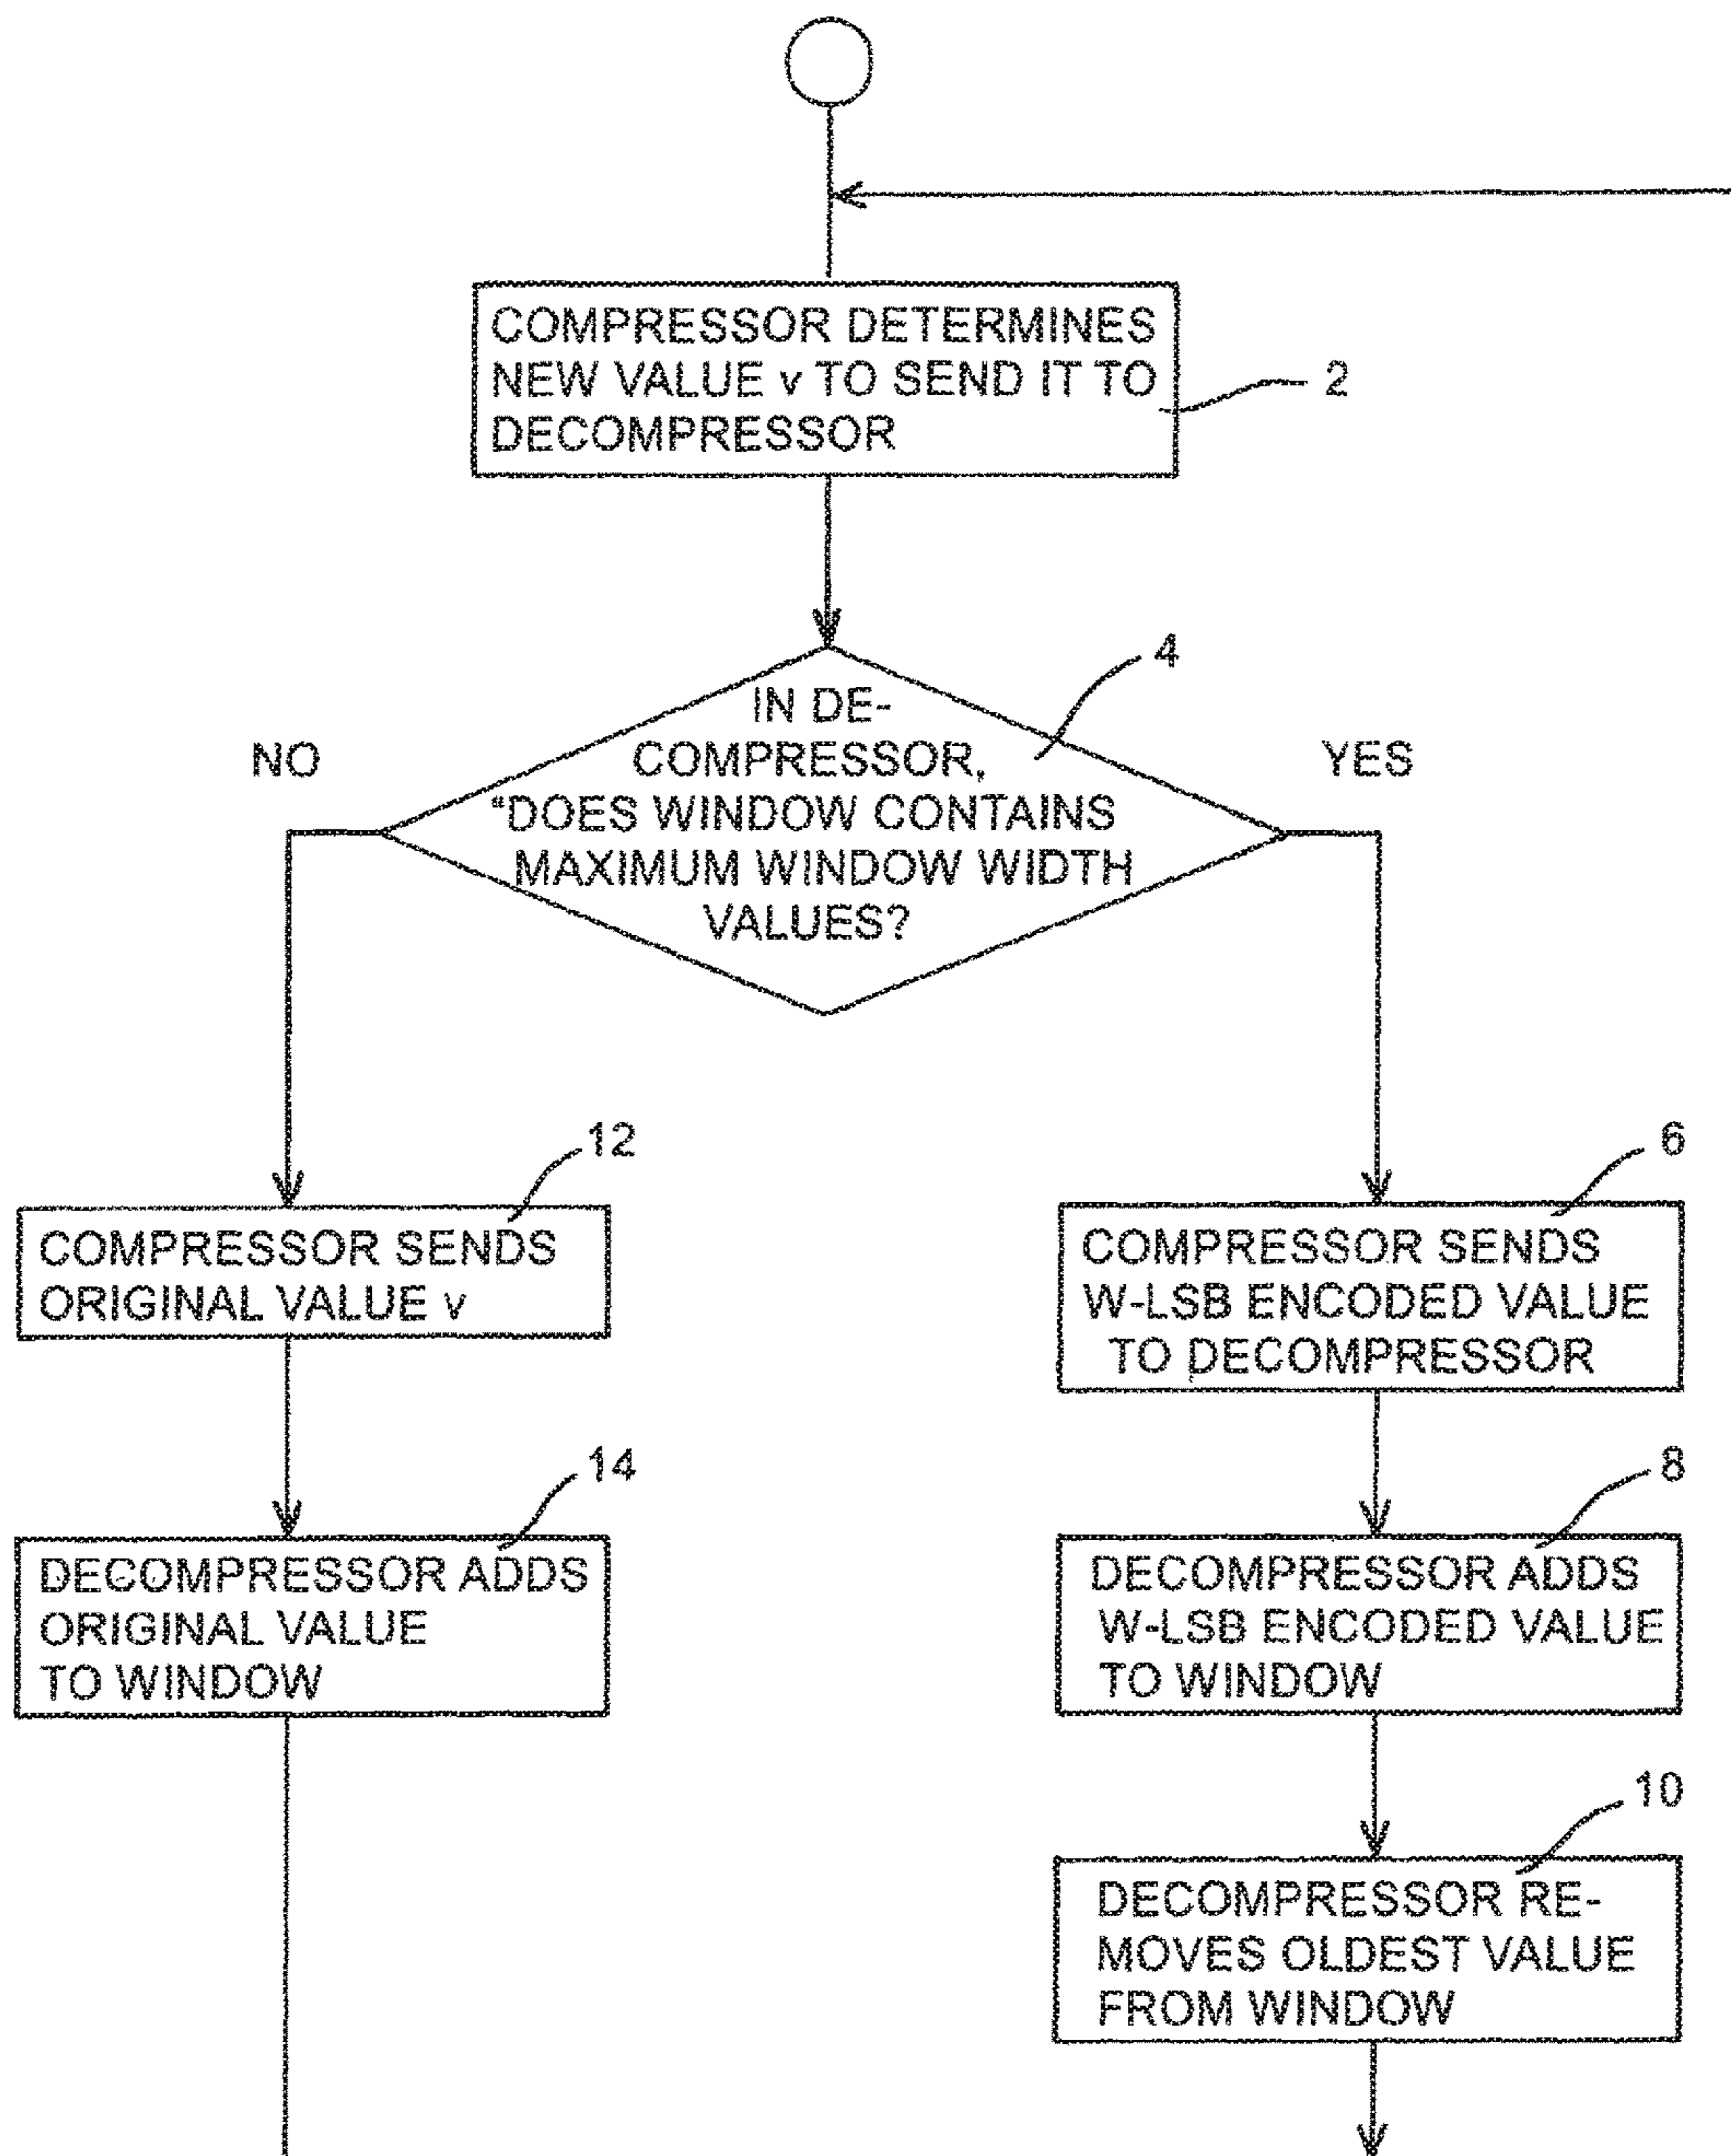 COMPRESSOR DETERMINES
NEW VALUE v TO SEND IT TO
DECOMPRESSOR
2
4
IN DE-
COMPRESSOR,
"DOES WINDOW CONTAINS
MAXIMUM WINDOW WIDTH
VALUES?
NO
YES
12
COMPRESSOR SENDS
ORIGINAL VALUE v
6
COMPRESSOR SENDS
W-LSB ENCODED VALUE
TO DECOMPRESSOR
14
DECOMPRESSOR ADDS
ORIGINAL VALUE
TO WINDOW
8
DECOMPRESSOR ADDS
W-LSB ENCODED VALUE
TO WINDOW
10
DECOMPRESSOR RE-
MOVES OLDEST VALUE
FROM WINDOW